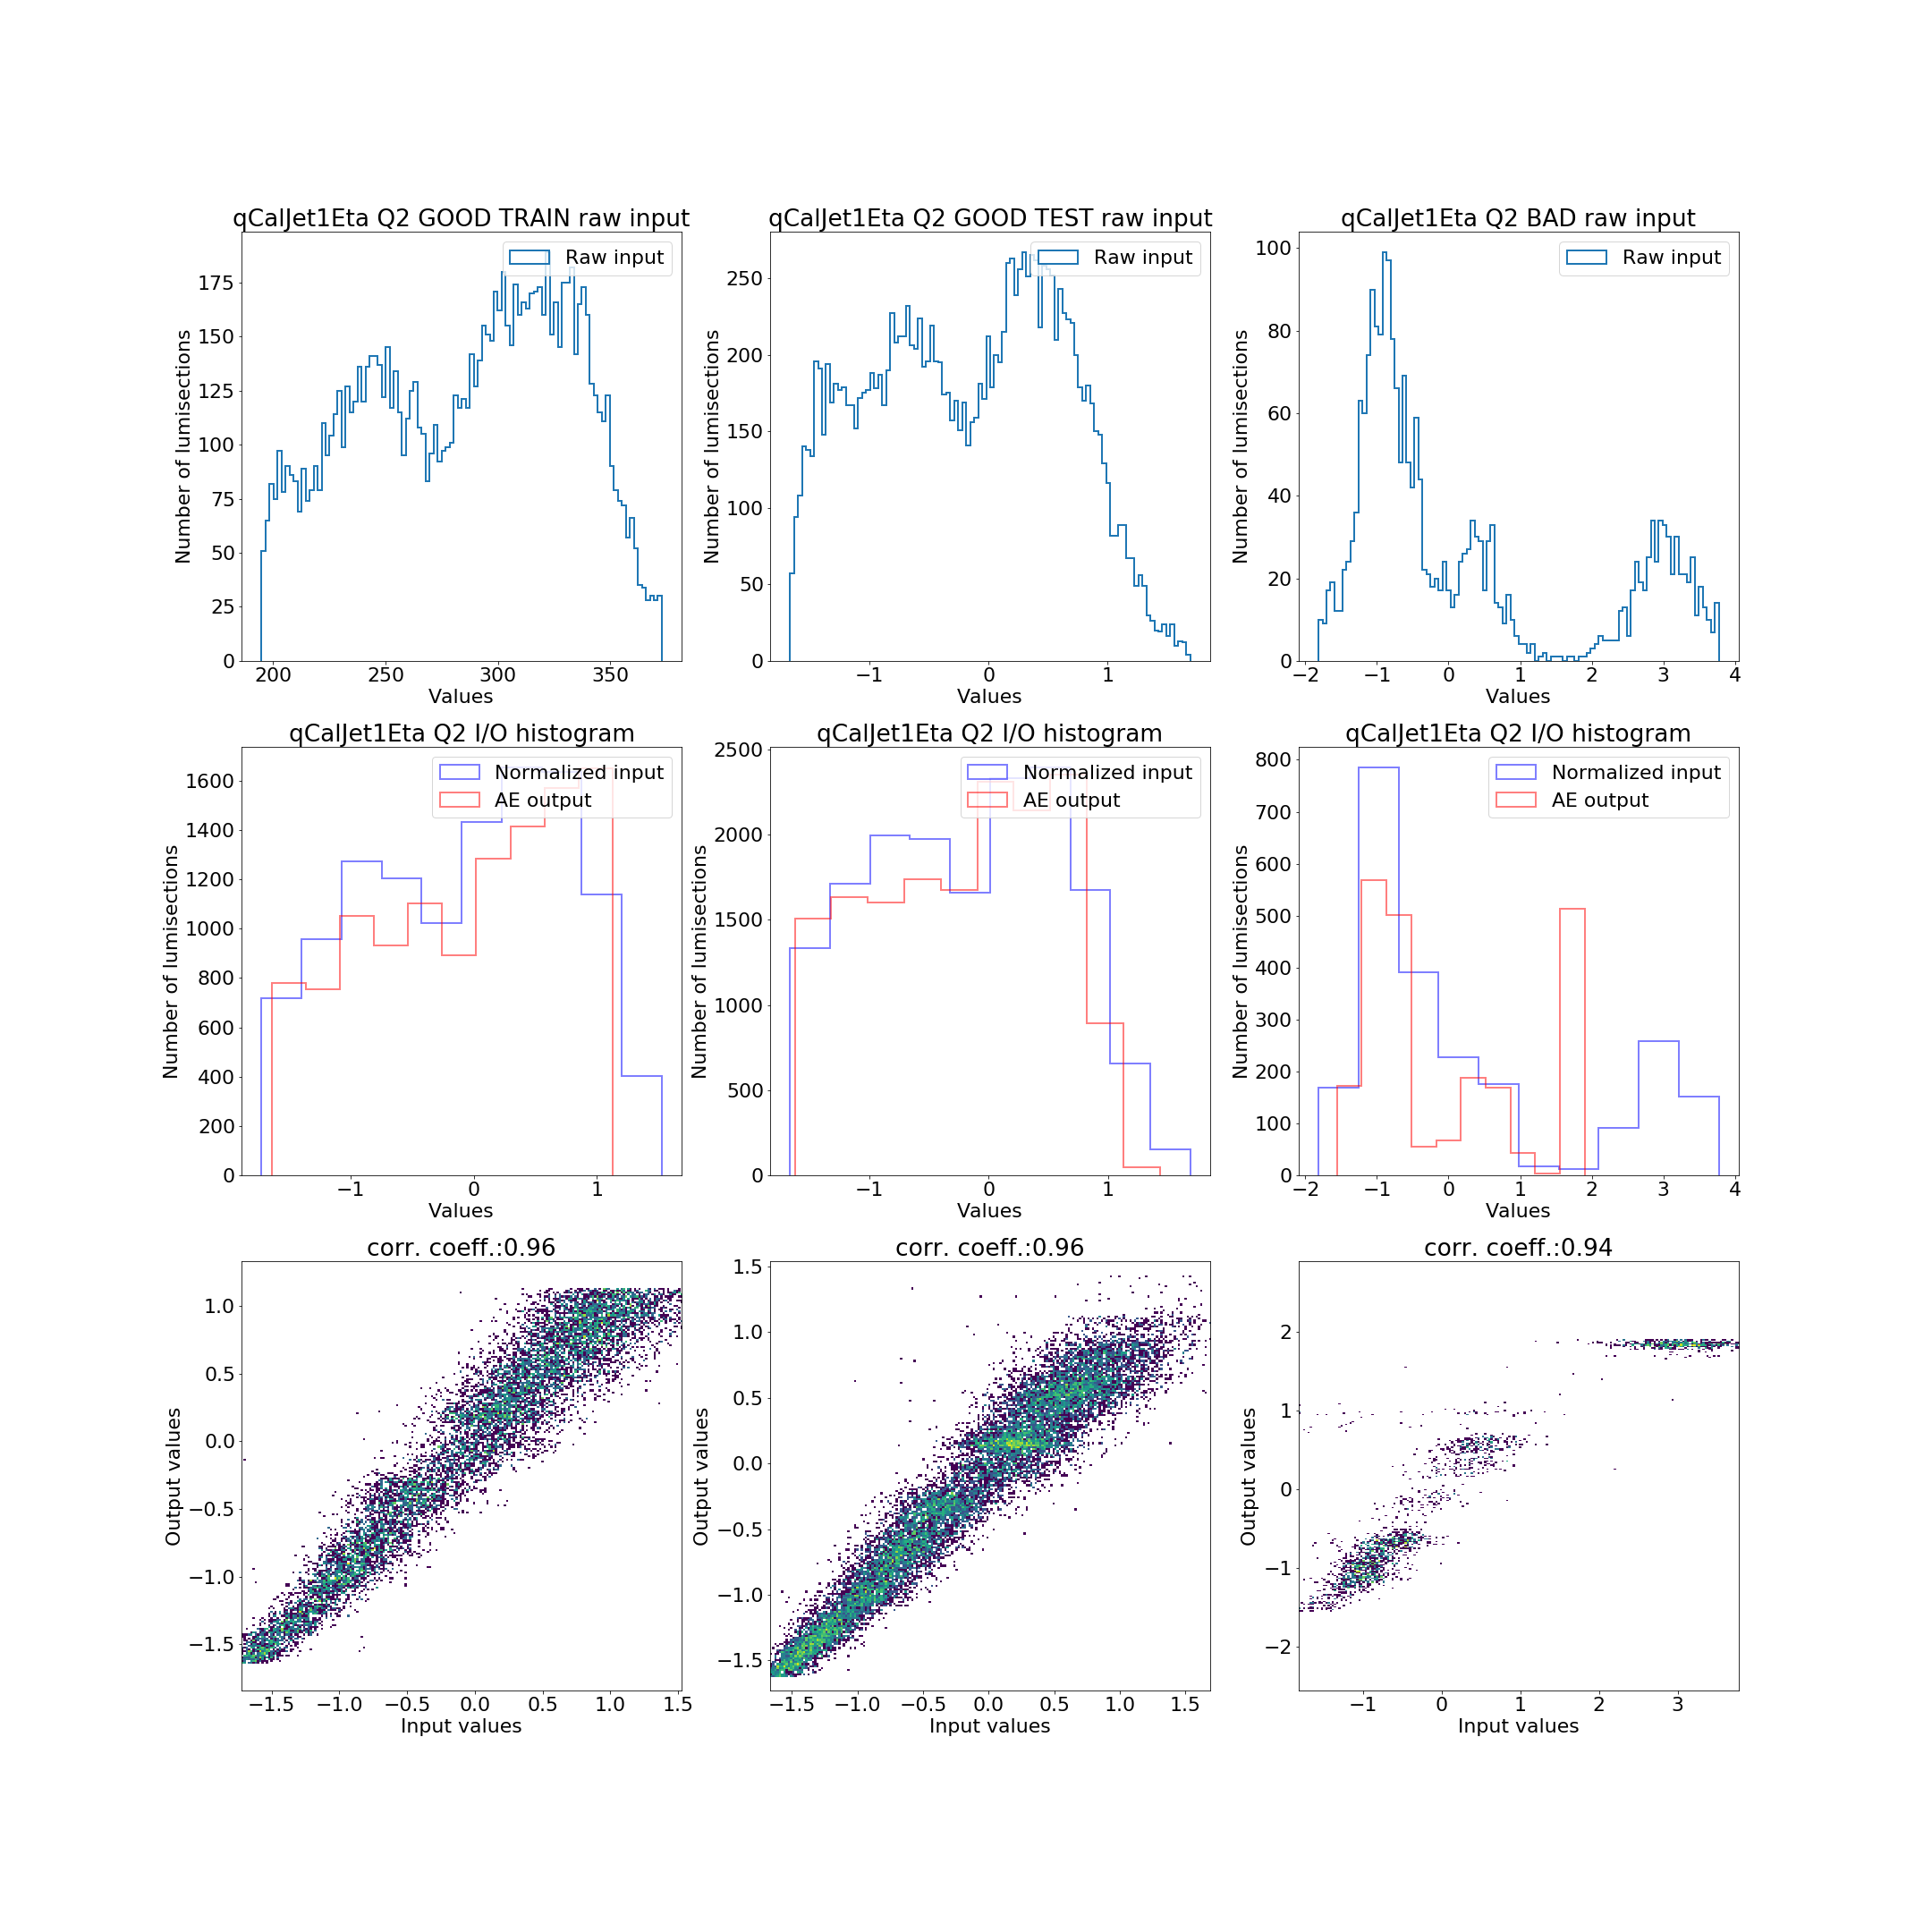 qCalJet1Eta Q2 GOOD TRAIN raw input
Raw input
Number of lumisections
0 25 50 75 100 125 150 175
200 250 300 350
Values
qCalJet1Eta Q2 GOOD TEST raw input
Raw input
Number of lumisections
0 50 100 150 200 250
−1 0 1
Values
qCalJet1Eta Q2 BAD raw input
Raw input
Number of lumisections
0 20 40 60 80 100
−2 −1 0 1 2 3 4
Values
qCalJet1Eta Q2 I/O histogram
Normalized input
AE output
Number of lumisections
0 200 400 600 800 1000 1200 1400 1600
−1 0 1
Values
qCalJet1Eta Q2 I/O histogram
Normalized input
AE output
Number of lumisections
0 500 1000 1500 2000 2500
−1 0 1
Values
qCalJet1Eta Q2 I/O histogram
Normalized input
AE output
Number of lumisections
0 100 200 300 400 500 600 700 800
−2 −1 0 1 2 3 4
Values
corr. coeff.:0.96
Output values
−1.5 −1.0 −0.5 0.0 0.5 1.0
−1.5 −1.0 −0.5 0.0 0.5 1.0 1.5
Input values
corr. coeff.:0.96
Output values
−1.5 −1.0 −0.5 0.0 0.5 1.0 1.5
−1.5 −1.0 −0.5 0.0 0.5 1.0 1.5
Input values
corr. coeff.:0.94
Output values
−2 −1 0 1 2
−1 0 1 2 3
Input values